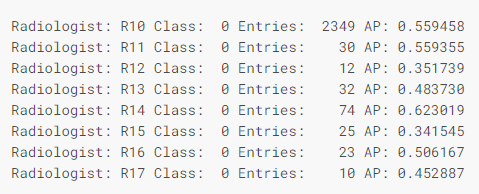 Radiologist: R10 Class:  0 Entries:  2349 AP: 0.559458
Radiologist: R11 Class:  0 Entries:    30 AP: 0.559355
Radiologist: R12 Class:  0 Entries:    12 AP: 0.351739
Radiologist: R13 Class:  0 Entries:    32 AP: 0.483730
Radiologist: R14 Class:  0 Entries:    74 AP: 0.623019
Radiologist: R15 Class:  0 Entries:    25 AP: 0.341545
Radiologist: R16 Class:  0 Entries:    23 AP: 0.506167
Radiologist: R17 Class:  0 Entries:    10 AP: 0.452887